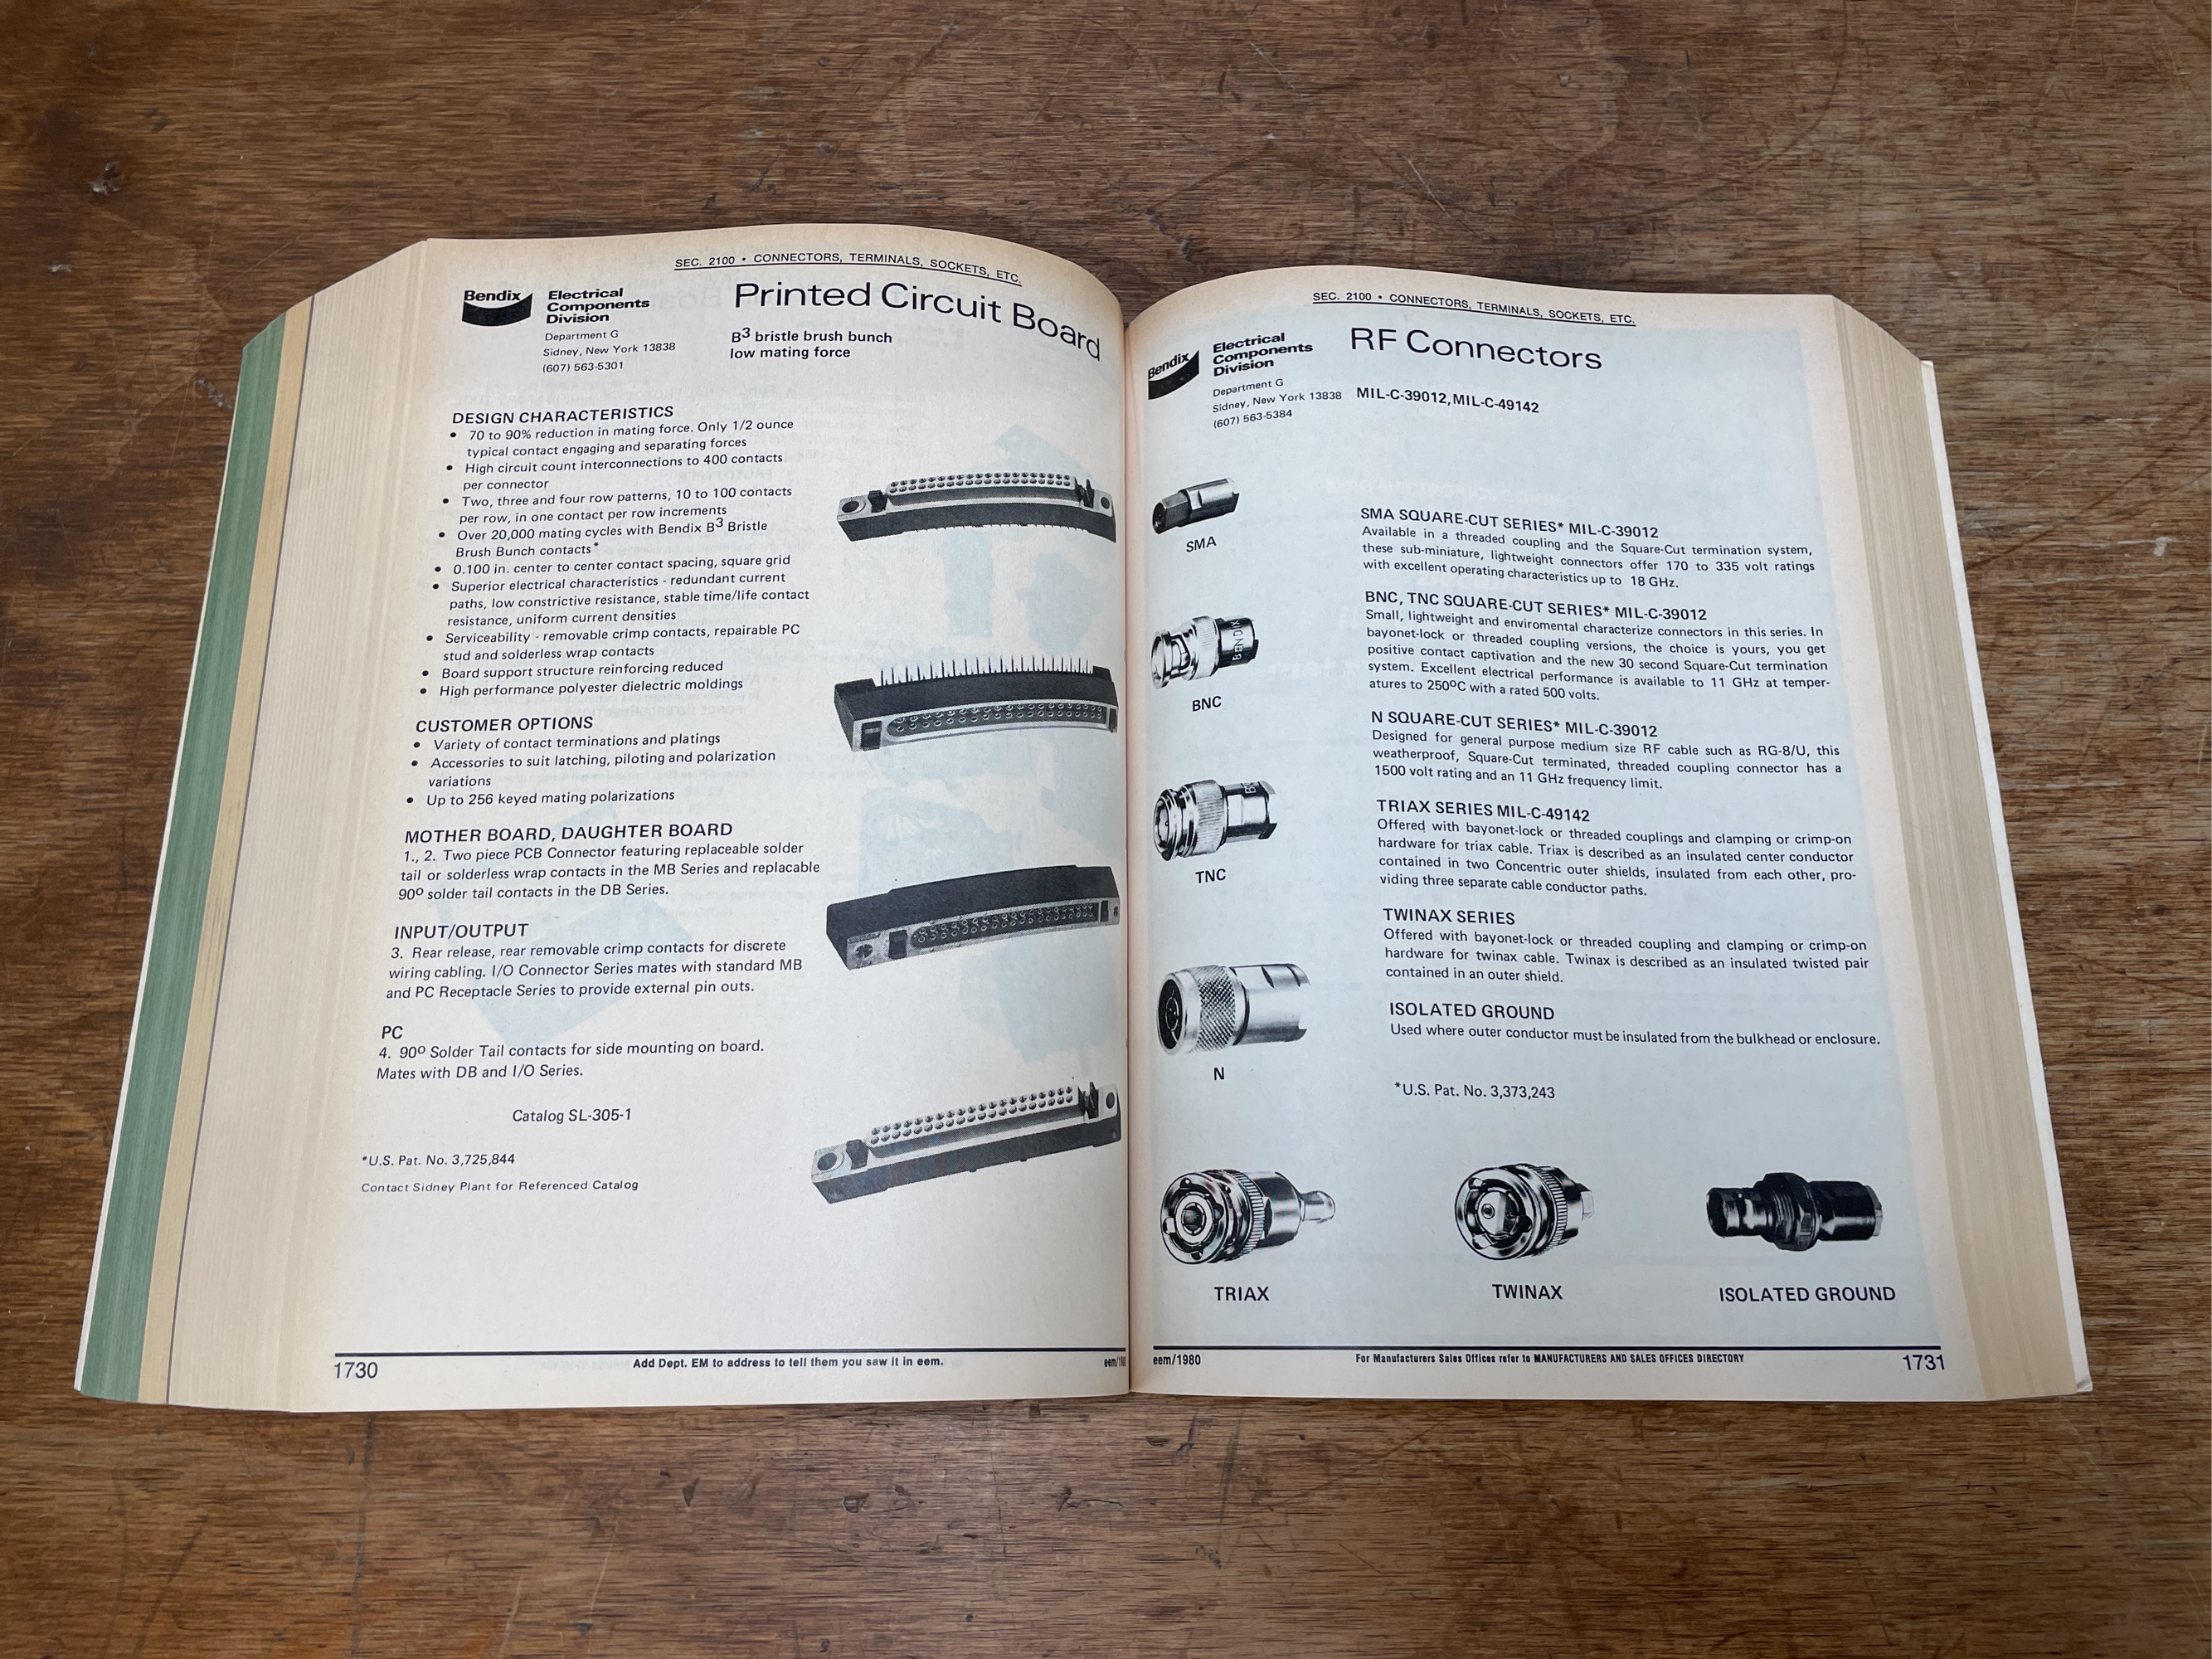 SEC. 2100 • CONNECTORS, TERMINALS, SOCKETS, ETC.
Bendix
Electrical
Components
Division
Department G
Sidney, New York 13838
(607) 563-5301
Printed Circuit Board
B3 bristle brush bunch
low mating force
DESIGN CHARACTERISTICS
• 70 to 90% reduction in mating force. Only 1/2 ounce
typical contact engaging and separating forces
• High circuit count interconnections to 400 contacts
per connector
• Two, three and four row patterns, 10 to 100 contacts
per row, in one contact per row increments
• Over 20,000 mating cycles with Bendix B3 Bristle
Brush Bunch contacts*
• 0.100 in. center to center contact spacing, square grid
• Superior electrical characteristics - redundant current
paths, low constrictive resistance, stable time/life contact
resistance, uniform current densities
• Serviceability - removable crimp contacts, repairable PC
stud and solderless wrap contacts
• Board support structure reinforcing reduced
• High performance polyester dielectric moldings
CUSTOMER OPTIONS
• Variety of contact terminations and platings
• Accessories to suit latching, piloting and polarization
variations
• Up to 256 keyed mating polarizations
MOTHER BOARD, DAUGHTER BOARD
1., 2. Two piece PCB Connector featuring replaceable solder
tail or solderless wrap contacts in the MB Series and replacable
90º solder tail contacts in the DB Series.
INPUT/OUTPUT
3. Rear release, rear removable crimp contacts for discrete
wiring cabling. I/O Connector Series mates with standard MB
and PC Receptacle Series to provide external pin outs.
PC
4. 90º Solder Tail contacts for side mounting on board.
Mates with DB and I/O Series.
Catalog SL-305-1
*U.S. Pat. No. 3,725,844
Contact Sidney Plant for Referenced Catalog
1730
Add Dept. EM to address to tell them you saw it in eem.
SEC. 2100 • CONNECTORS, TERMINALS, SOCKETS, ETC.
Bendix
Electrical
Components
Division
Department G
Sidney, New York 13838
(607) 563-5384
RF Connectors
MIL-C-39012, MIL-C-49142
SMA
BENDIX
BNC
TNC
N
SMA SQUARE-CUT SERIES* MIL-C-39012
Available in a threaded coupling and the Square-Cut termination system,
these sub-miniature, lightweight connectors offer 170 to 335 volt ratings
with excellent operating characteristics up to 18 GHz.
BNC, TNC SQUARE-CUT SERIES* MIL-C-39012
Small, lightweight and enviromental characterize connectors in this series. In
bayonet-lock or threaded coupling versions, the choice is yours, you get
positive contact captivation and the new 30 second Square-Cut termination
system. Excellent electrical performance is available to 11 GHz at temper-
atures to 250ºC with a rated 500 volts.
N SQUARE-CUT SERIES* MIL-C-39012
Designed for general purpose medium size RF cable such as RG-8/U, this
weatherproof, Square-Cut terminated, threaded coupling connector has a
1500 volt rating and an 11 GHz frequency limit.
TRIAX SERIES MIL-C-49142
Offered with bayonet-lock or threaded couplings and clamping or crimp-on
hardware for triax cable. Triax is described as an insulated center conductor
contained in two Concentric outer shields, insulated from each other, pro-
viding three separate cable conductor paths.
TWINAX SERIES
Offered with bayonet-lock or threaded coupling and clamping or crimp-on
hardware for twinax cable. Twinax is described as an insulated twisted pair
contained in an outer shield.
ISOLATED GROUND
Used where outer conductor must be insulated from the bulkhead or enclosure.
*U.S. Pat. No. 3,373,243
TRIAX
TWINAX
ISOLATED GROUND
eem/1980
For Manufacturers Sales Offices refer to MANUFACTURERS AND SALES OFFICES DIRECTORY
1731